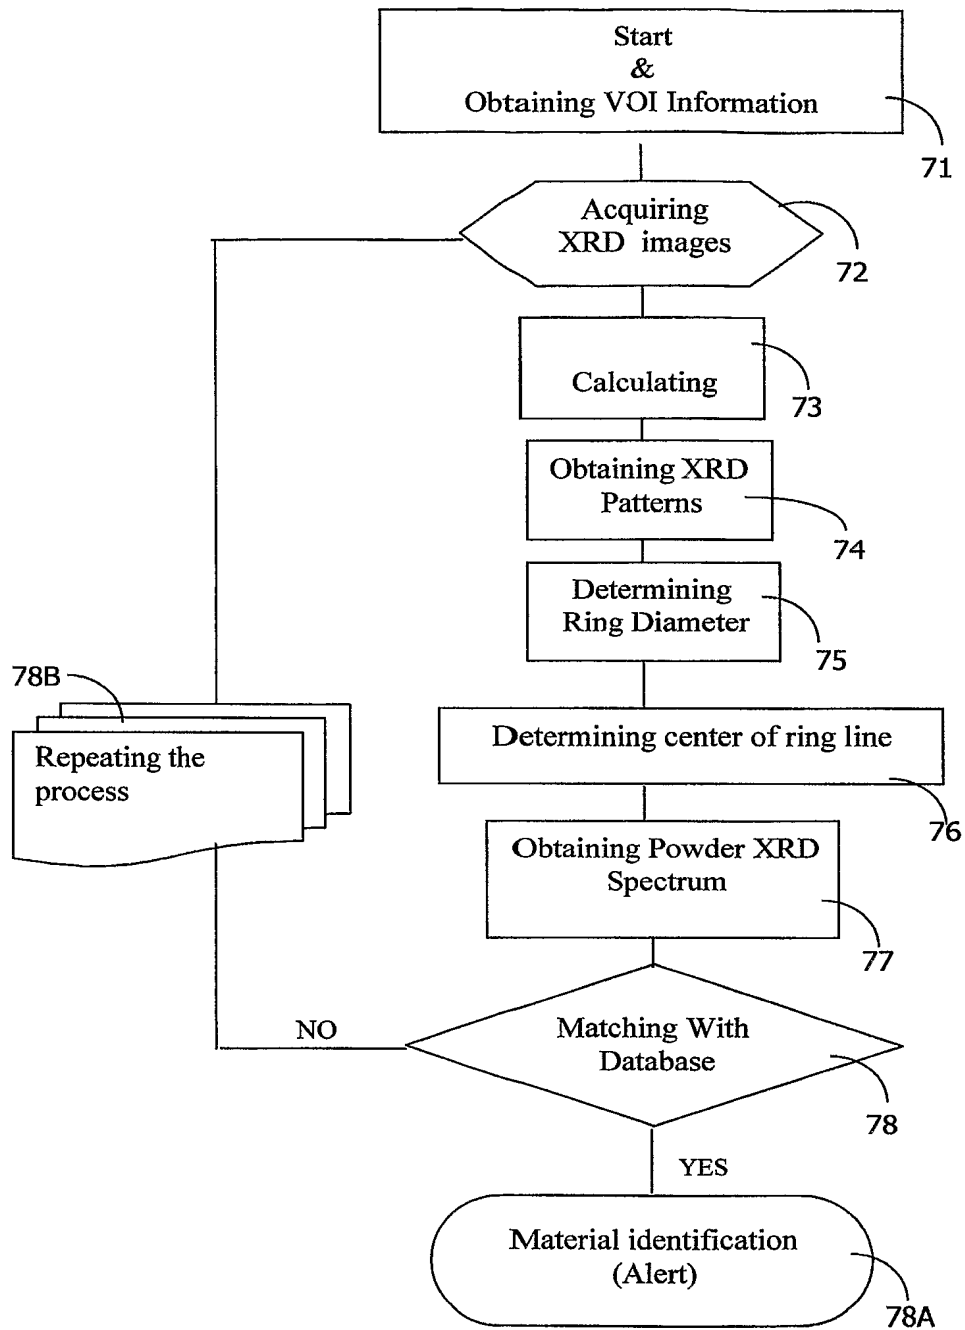 Start
&
Obtaining VOI Information
71
Acquiring
XRD images
72
Calculating
73
Obtaining XRD
Patterns
74
Determining
Ring Diameter
75
78B
Repeating the
process
Determining center of ring line
76
Obtaining Powder XRD
Spectrum
77
NO
Matching With
Database
78
YES
Material identification
(Alert)
78A